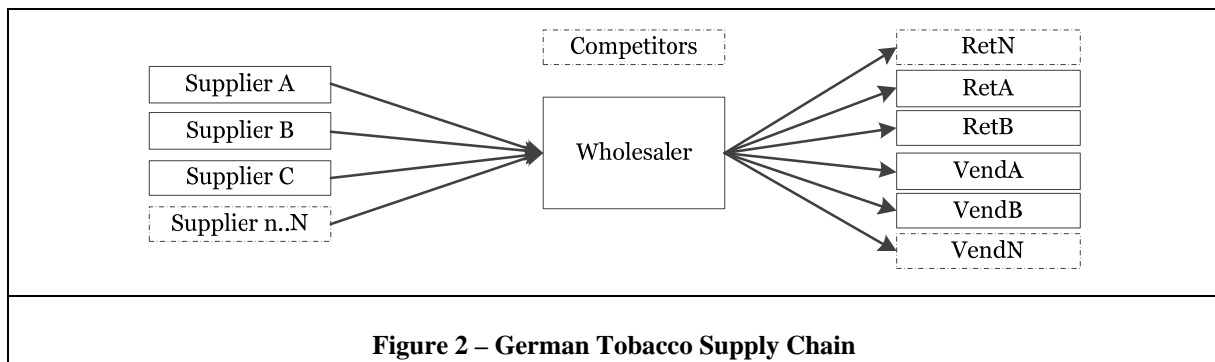 Competitors
Supplier A
Supplier B
Supplier C
Supplier n..N
Wholesaler
RetN
RetA
RetB
VendA
VendB
VendN
Figure 2 – German Tobacco Supply Chain